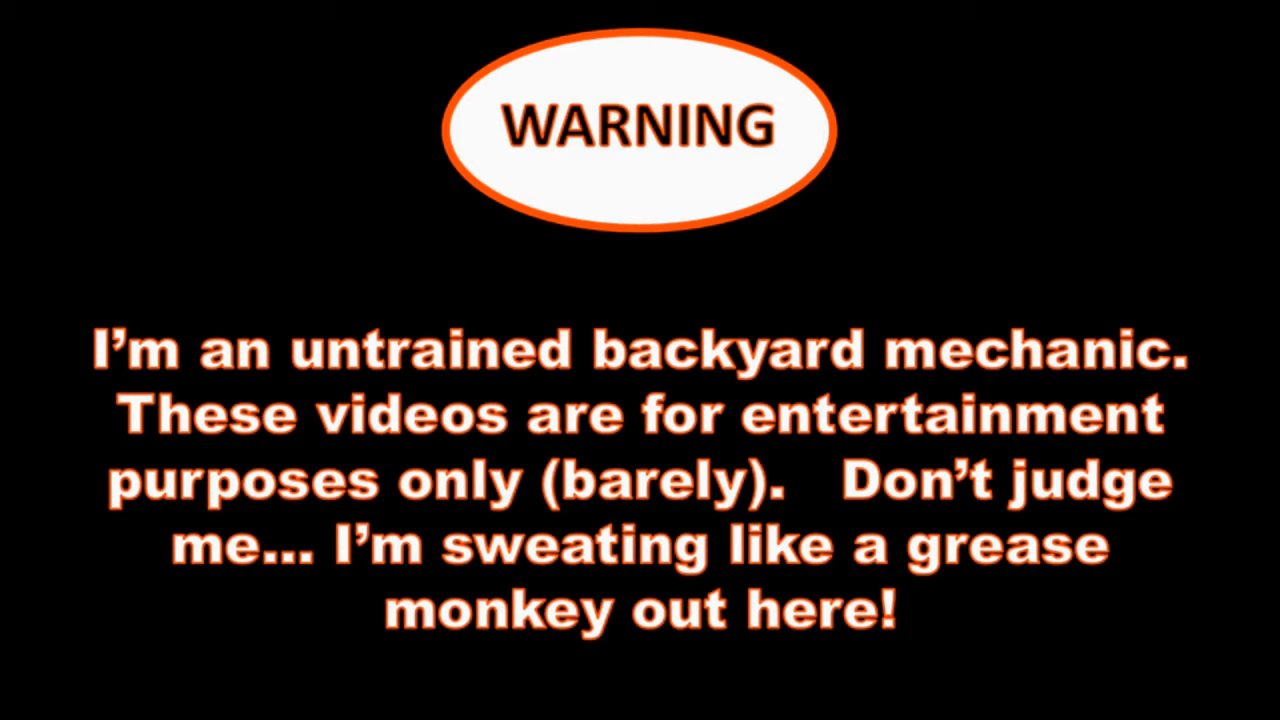 WARNING
I’m an untrained backyard mechanic.
These videos are for entertainment
purposes only (barely).   Don’t judge
me... I’m sweating like a grease
monkey out here!